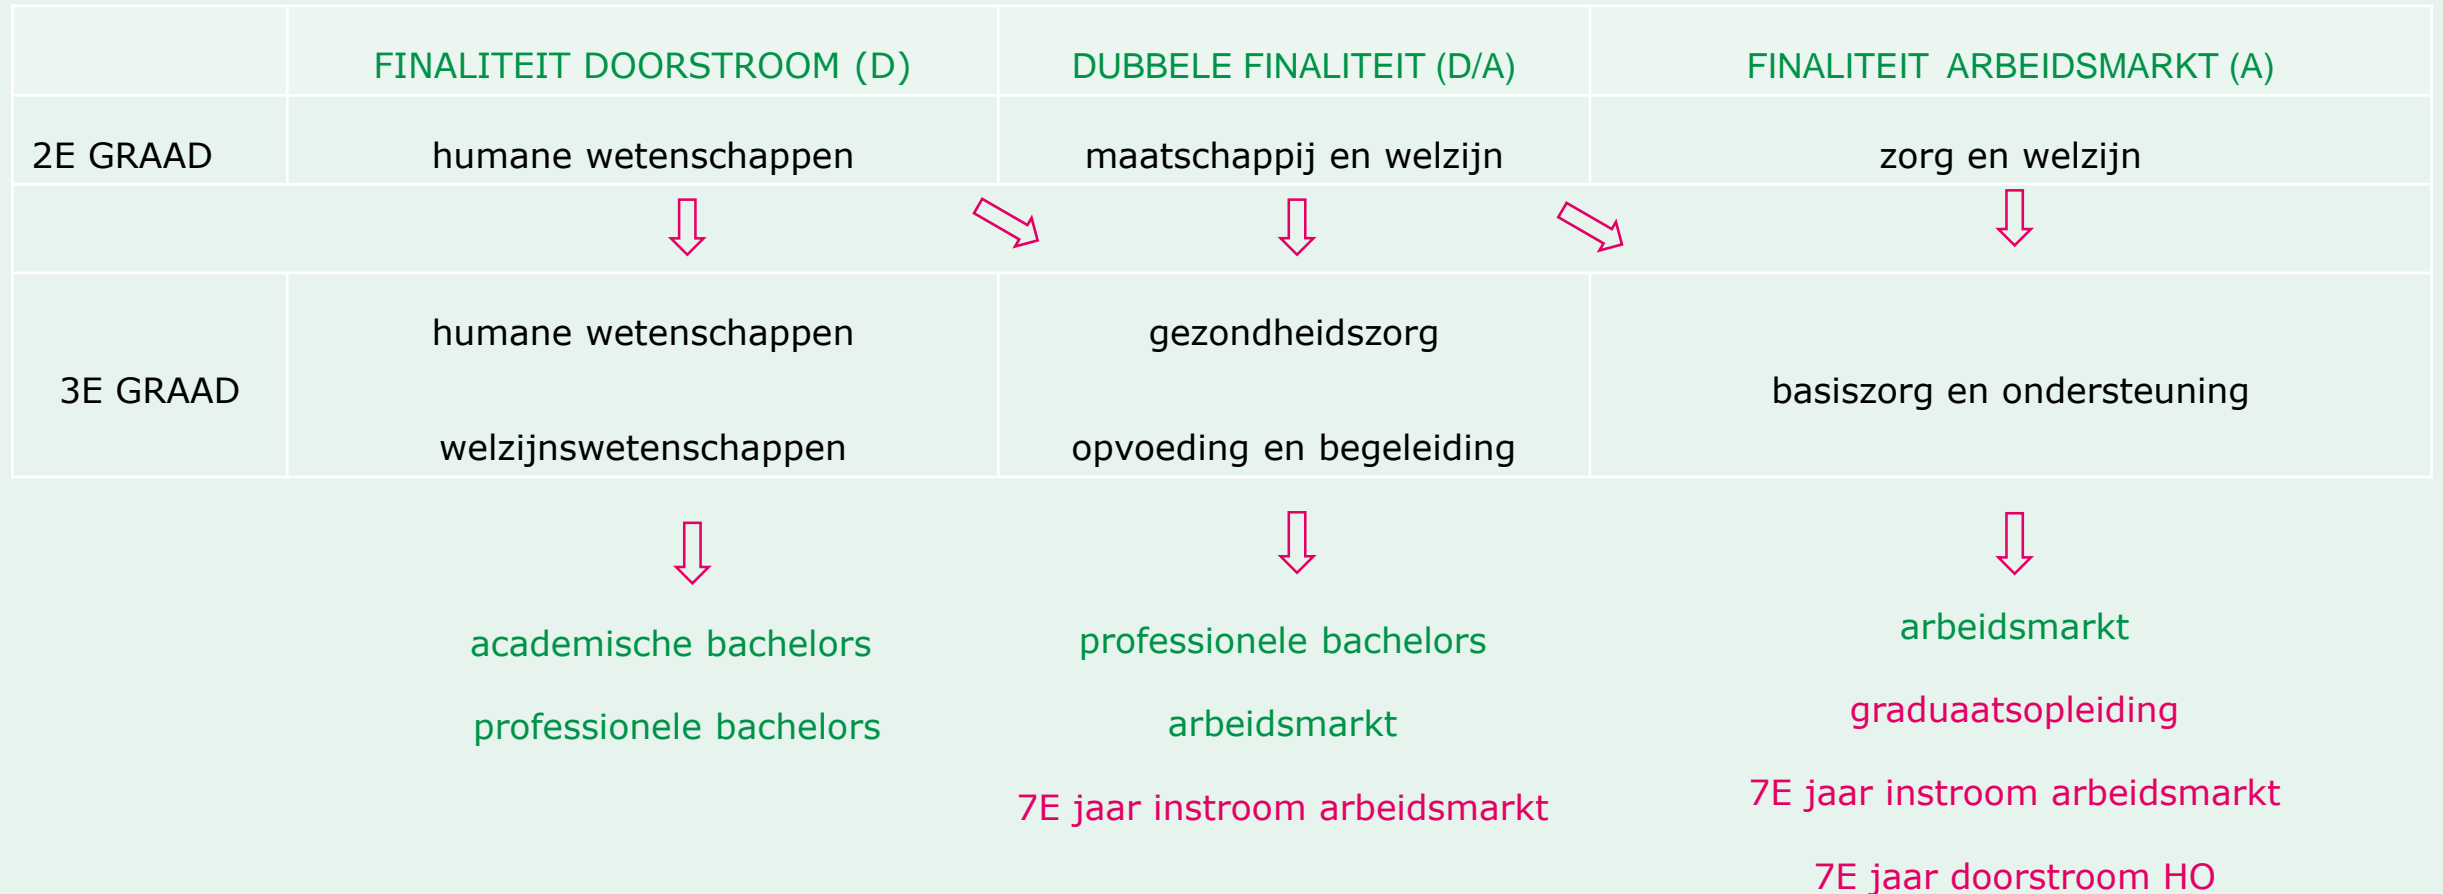 FINALITEIT DOORSTROOM (D)
DUBBELE FINALITEIT (D/A)
FINALITEIT ARBEIDSMARKT (A)
2E GRAAD
humane wetenschappen
maatschappij en welzijn
zorg en welzijn
3E GRAAD
humane wetenschappen
welzijnswetenschappen
gezondheidszorg
opvoeding en begeleiding
basiszorg en ondersteuning
academische bachelors
professionele bachelors
professionele bachelors
arbeidsmarkt
7E jaar instroom arbeidsmarkt
arbeidsmarkt
graduaatsopleiding
7E jaar instroom arbeidsmarkt
7E jaar doorstroom HO